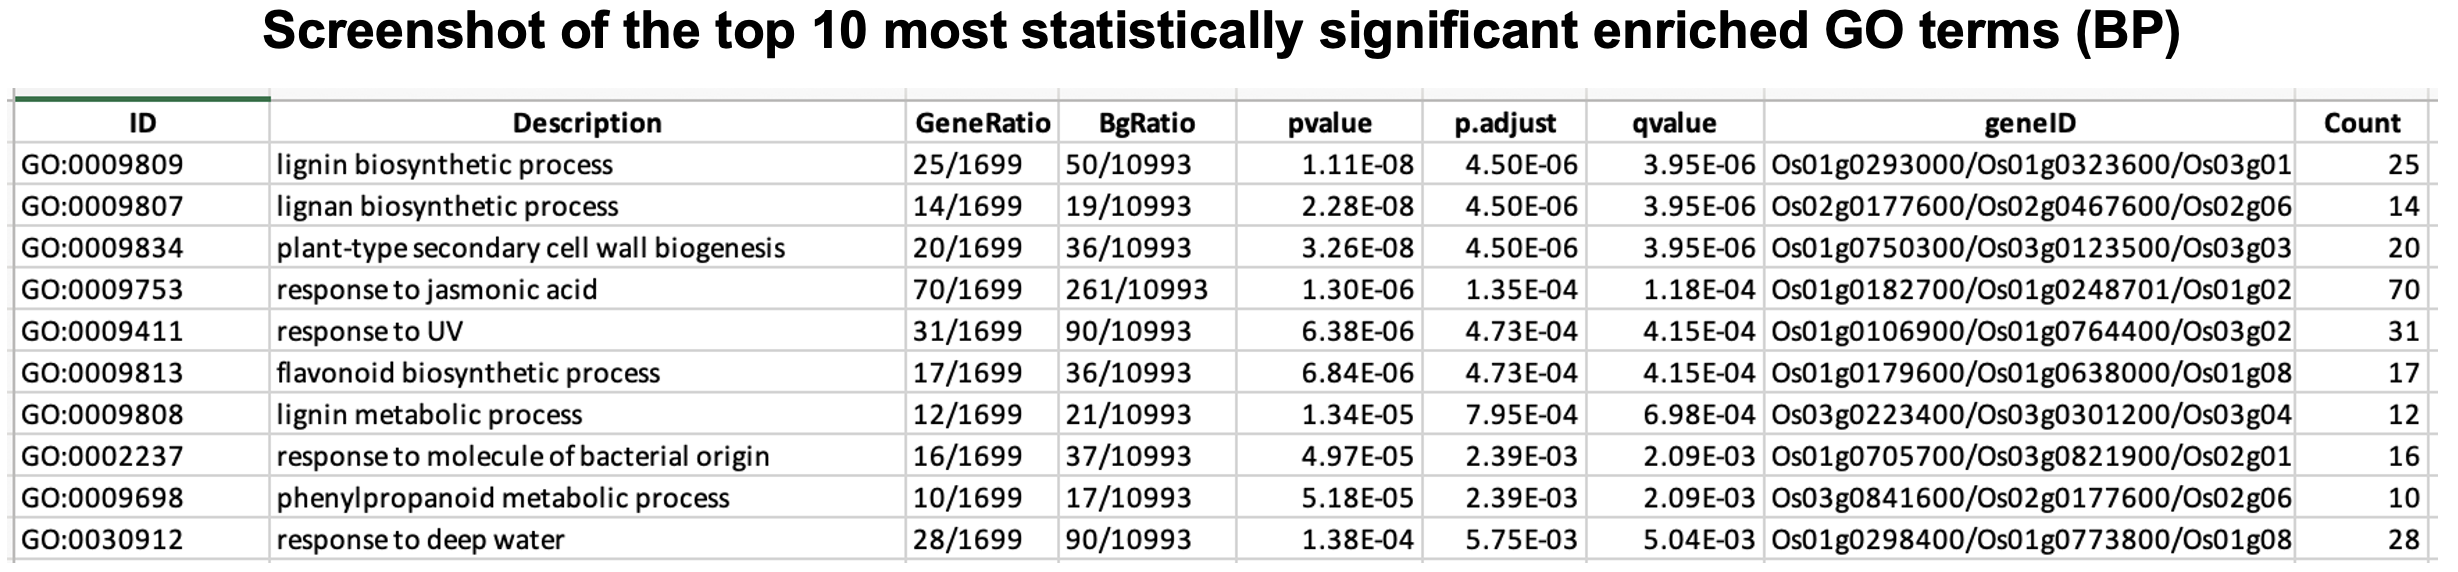 Screenshot of the top 10 most statistically significant enriched GO terms (BP)
ID Description GeneRatio BgRatio pvalue p.adjust qvalue geneID Count
GO:0009809 lignin biosynthetic process 25/1699 50/10993 1.11E-08 4.50E-06 3.95E-06 Os01g0293000/Os01g0323600/Os03g01 25
GO:0009807 lignan biosynthetic process 14/1699 19/10993 2.28E-08 4.50E-06 3.95E-06 Os02g0177600/Os02g0467600/Os02g06 14
GO:0009834 plant-type secondary cell wall biogenesis 20/1699 36/10993 3.26E-08 4.50E-06 3.95E-06 Os01g0750300/Os03g0123500/Os03g03 20
GO:0009753 response to jasmonic acid 70/1699 261/10993 1.30E-06 1.35E-04 1.18E-04 Os01g0182700/Os01g0248701/Os01g02 70
GO:0009411 response to UV 31/1699 90/10993 6.38E-06 4.73E-04 4.15E-04 Os01g0106900/Os01g0764400/Os03g02 31
GO:0009813 flavonoid biosynthetic process 17/1699 36/10993 6.84E-06 4.73E-04 4.15E-04 Os01g0179600/Os01g0638000/Os01g08 17
GO:0009808 lignin metabolic process 12/1699 21/10993 1.34E-05 7.95E-04 6.98E-04 Os03g0223400/Os03g0301200/Os03g04 12
GO:0002237 response to molecule of bacterial origin 16/1699 37/10993 4.97E-05 2.39E-03 2.09E-03 Os01g0705700/Os03g0821900/Os02g01 16
GO:0009698 phenylpropanoid metabolic process 10/1699 17/10993 5.18E-05 2.39E-03 2.09E-03 Os03g0841600/Os02g0177600/Os02g06 10
GO:0030912 response to deep water 28/1699 90/10993 1.38E-04 5.75E-03 5.04E-03 Os01g0298400/Os01g0773800/Os01g08 28